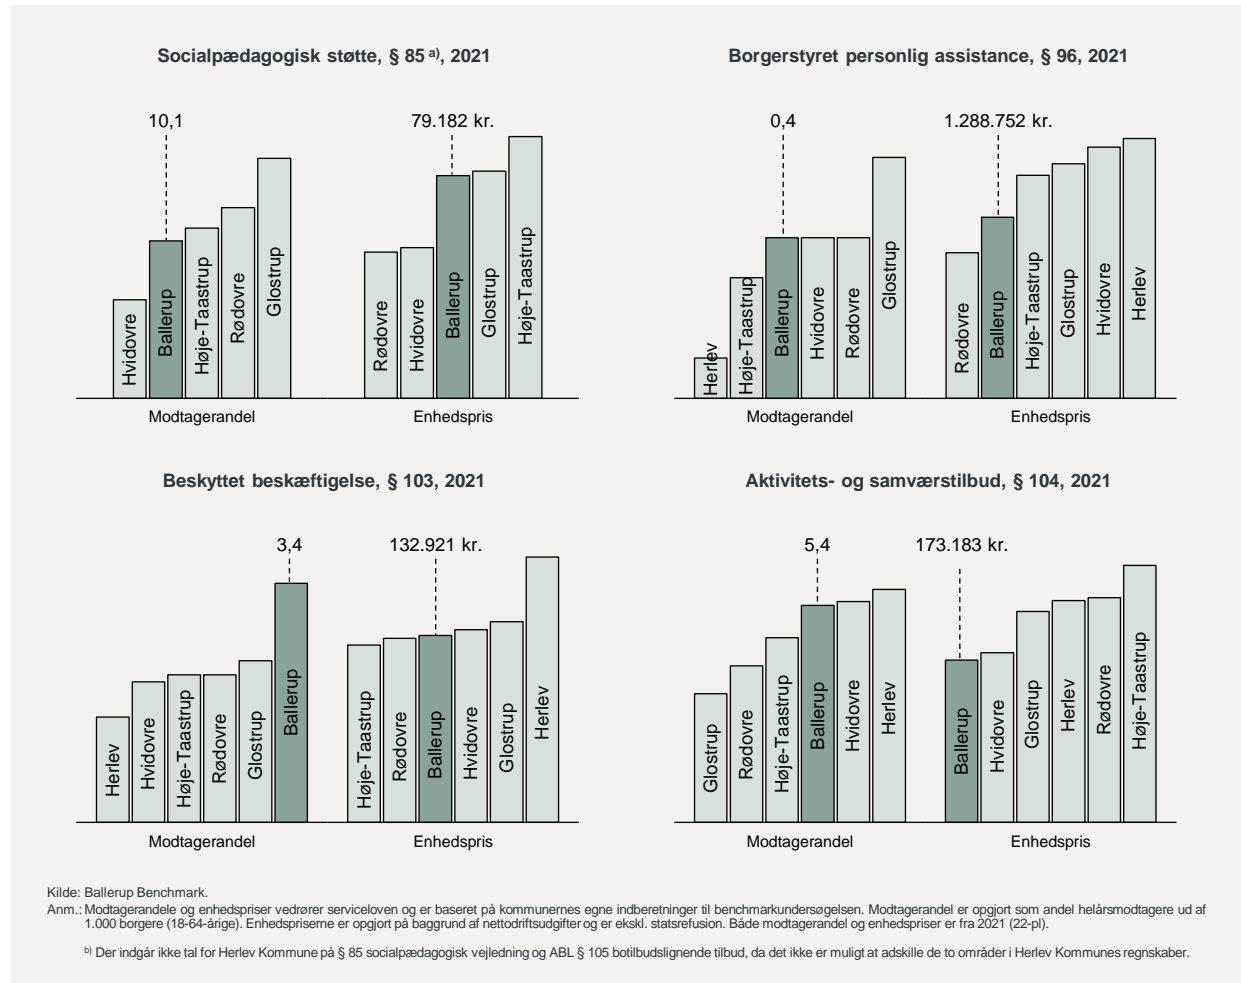 Socialpædagogisk støtte, § 85 a), 2021
10,1
79.182 kr.
Hvidovre
Ballerup
Høje-Taastrup
Rødovre
Glostrup
Rødovre
Hvidovre
Ballerup
Glostrup
Høje-Taastrup
Modtagerandel
Enhedspris
Borgerstyret personlig assistance, § 96, 2021
0,4
1.288.752 kr.
Herlev
Høje-Taastrup
Ballerup
Hvidovre
Rødovre
Glostrup
Rødovre
Ballerup
Høje-Taastrup
Glostrup
Hvidovre
Herlev
Modtagerandel
Enhedspris
Beskyttet beskæftigelse, § 103, 2021
3,4
132.921 kr.
Herlev
Hvidovre
Høje-Taastrup
Rødovre
Glostrup
Ballerup
Høje-Taastrup
Rødovre
Ballerup
Hvidovre
Glostrup
Herlev
Modtagerandel
Enhedspris
Aktivitets- og samværstilbud, § 104, 2021
5,4
173.183 kr.
Glostrup
Rødovre
Høje-Taastrup
Ballerup
Hvidovre
Herlev
Ballerup
Hvidovre
Glostrup
Herlev
Rødovre
Høje-Taastrup
Modtagerandel
Enhedspris
Kilde: Ballerup Benchmark.
Anm.: Modtagerandele og enhedspriser vedrører serviceloven og er baseret på kommunernes egne indberetninger til benchmarkundersøgelsen. Modtagerandel er opgjort som andel helårsmodtagere ud af
1.000 borgere (18-64-årige). Enhedspriserne er opgjort på baggrund af nettodriftsudgifter og er ekskl. statsrefusion. Både modtagerandel og enhedspriser er fra 2021 (22-pl).
b) Der indgår ikke tal for Herlev Kommune på § 85 socialpædagogisk vejledning og ABL § 105 botilbudslignende tilbud, da det ikke er muligt at adskille de to områder i Herlev Kommunes regnskaber.